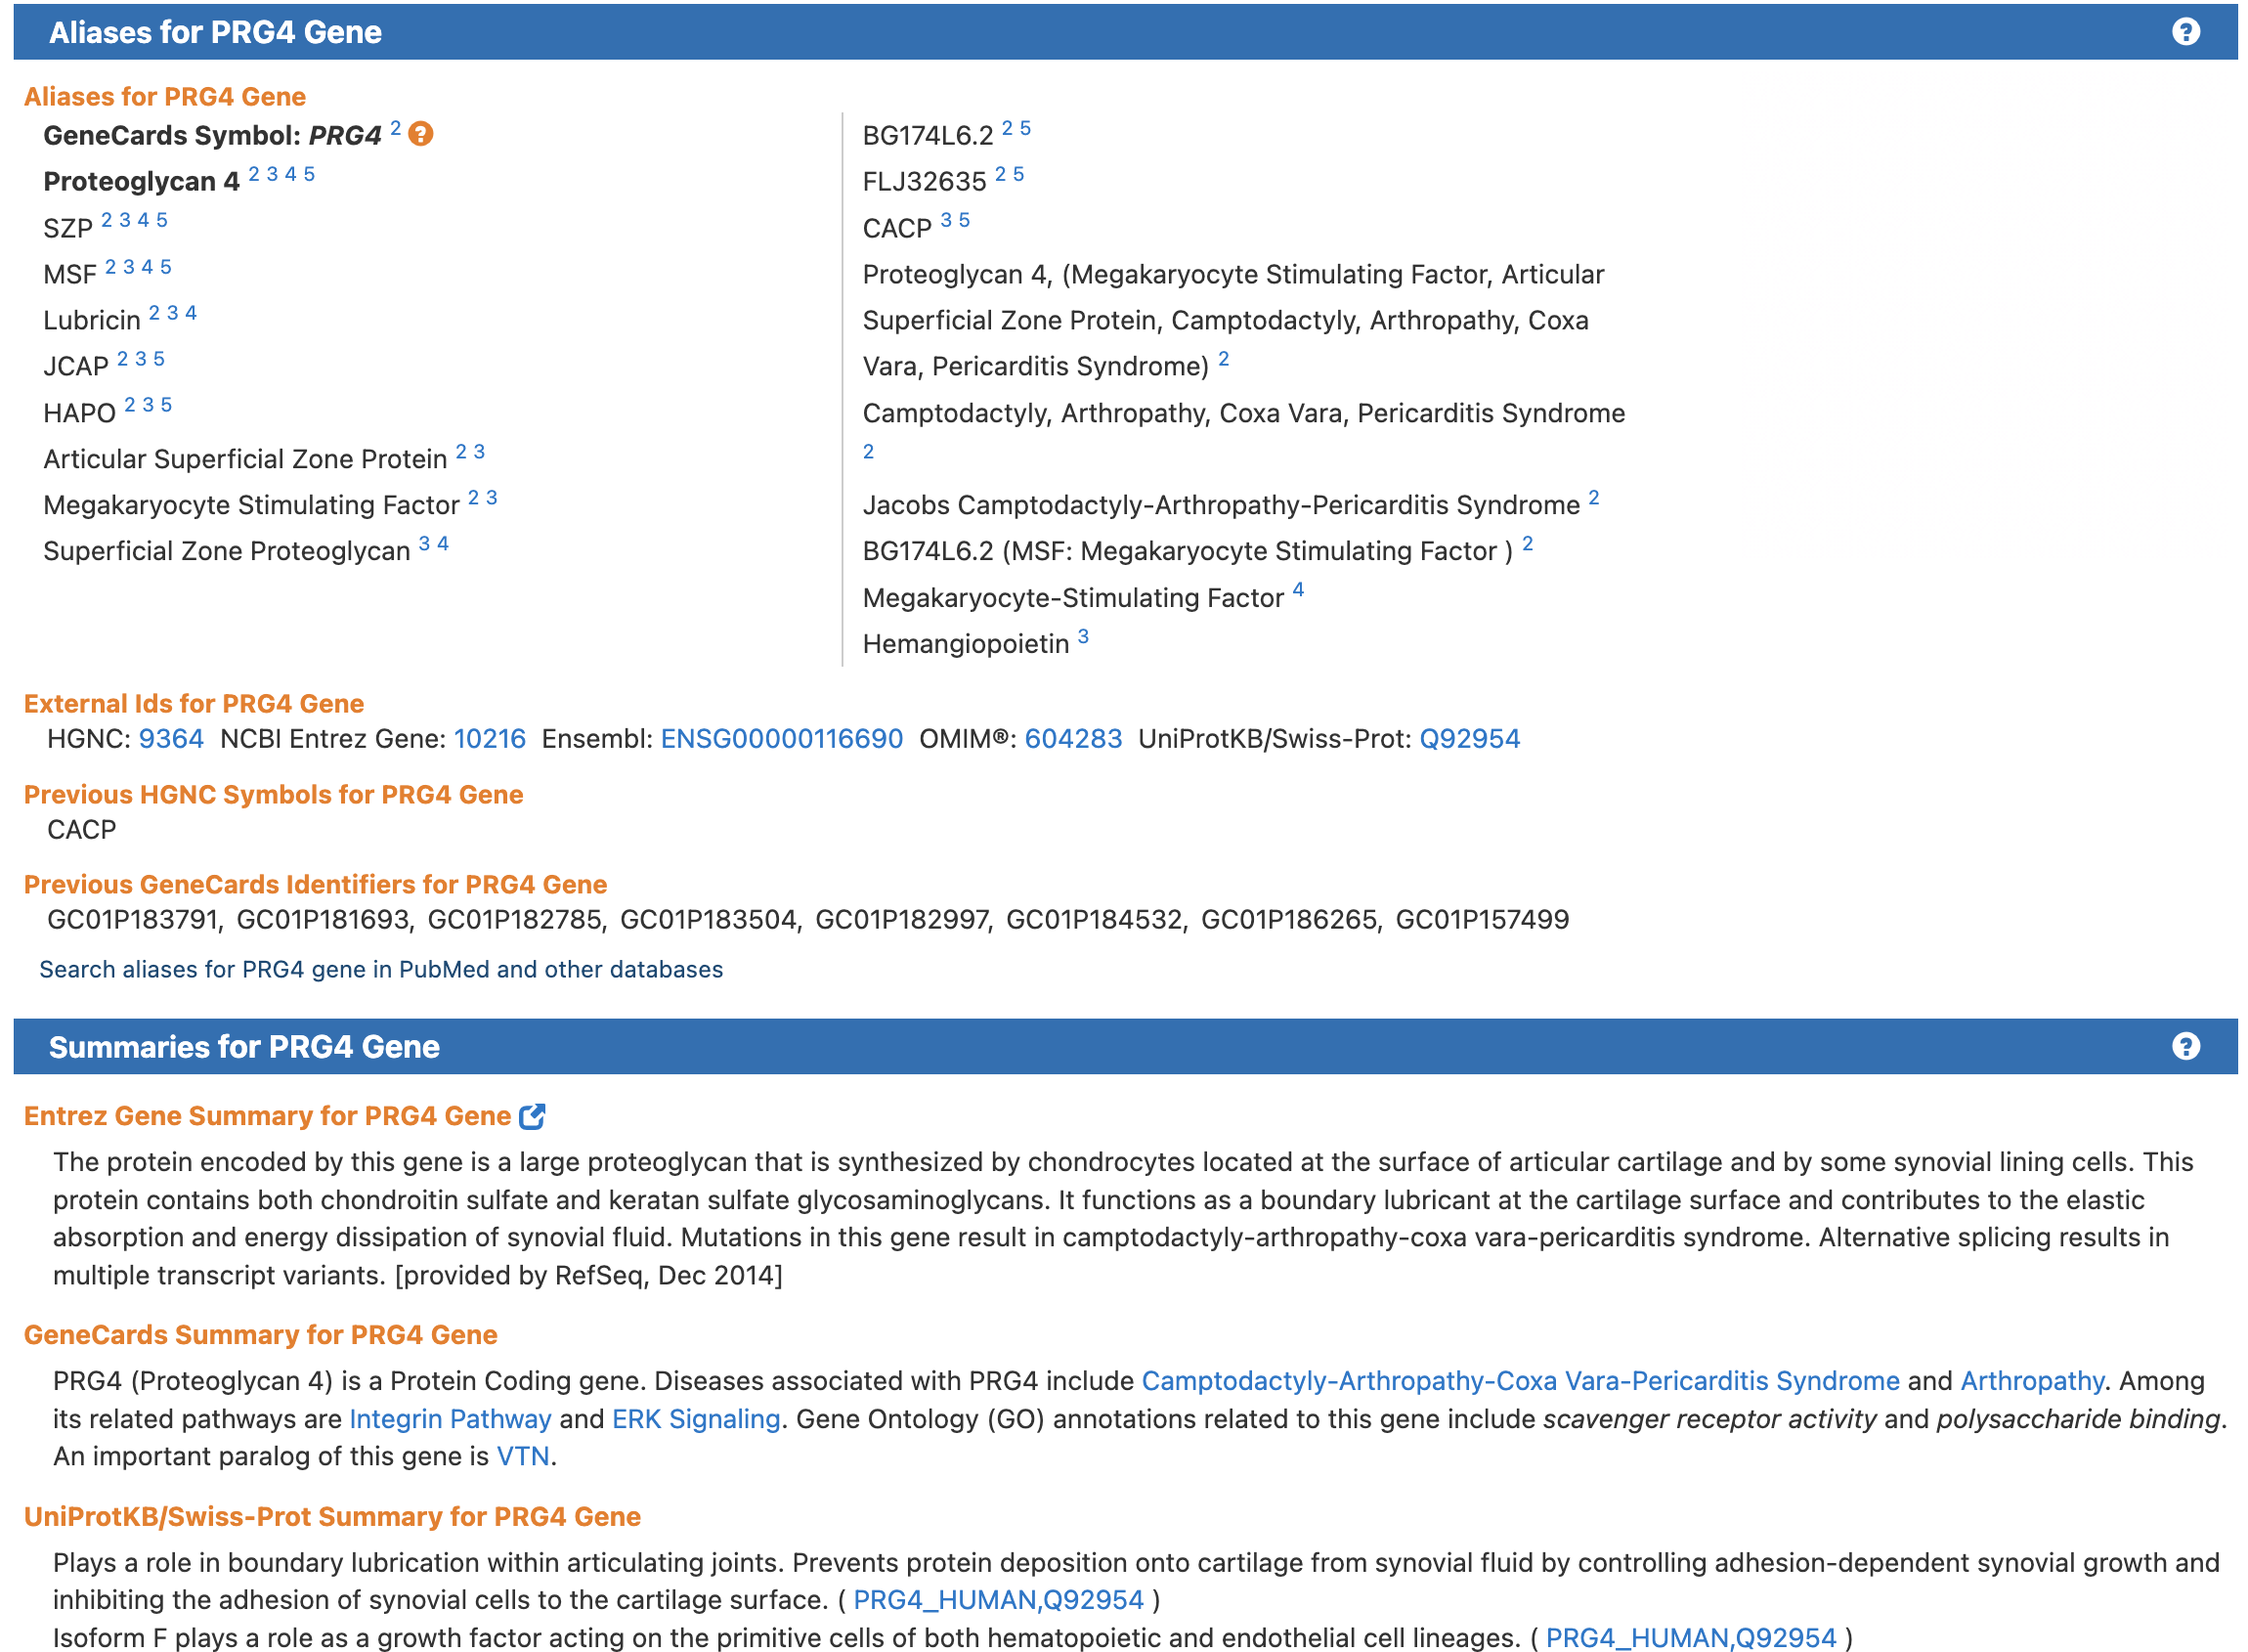 Aliases for PRG4 Gene
Aliases for PRG4 Gene
GeneCards Symbol: PRG4 2
Proteoglycan 4 2 3 4 5
SZP 2 3 4 5
MSF 2 3 4 5
Lubricin 2 3 4
JCAP 2 3 5
HAPO 2 3 5
Articular Superficial Zone Protein 2 3
Megakaryocyte Stimulating Factor 2 3
Superficial Zone Proteoglycan 3 4
BG174L6.2 2 5
FLJ32635 2 5
CACP 3 5
Proteoglycan 4, (Megakaryocyte Stimulating Factor, Articular
Superficial Zone Protein, Camptodactyly, Arthropathy, Coxa
Vara, Pericarditis Syndrome) 2
Camptodactyly, Arthropathy, Coxa Vara, Pericarditis Syndrome
2
Jacobs Camptodactyly-Arthropathy-Pericarditis Syndrome 2
BG174L6.2 (MSF: Megakaryocyte Stimulating Factor ) 2
Megakaryocyte-Stimulating Factor 4
Hemangiopoietin 3
External Ids for PRG4 Gene
HGNC: 9364 NCBI Entrez Gene: 10216 Ensembl: ENSG00000116690 OMIM®: 604283 UniProtKB/Swiss-Prot: Q92954
Previous HGNC Symbols for PRG4 Gene
CACP
Previous GeneCards Identifiers for PRG4 Gene
GC01P183791, GC01P181693, GC01P182785, GC01P183504, GC01P182997, GC01P184532, GC01P186265, GC01P157499
Search aliases for PRG4 gene in PubMed and other databases
Summaries for PRG4 Gene
Entrez Gene Summary for PRG4 Gene
The protein encoded by this gene is a large proteoglycan that is synthesized by chondrocytes located at the surface of articular cartilage and by some synovial lining cells. This
protein contains both chondroitin sulfate and keratan sulfate glycosaminoglycans. It functions as a boundary lubricant at the cartilage surface and contributes to the elastic
absorption and energy dissipation of synovial fluid. Mutations in this gene result in camptodactyly-arthropathy-coxa vara-pericarditis syndrome. Alternative splicing results in
multiple transcript variants. [provided by RefSeq, Dec 2014]
GeneCards Summary for PRG4 Gene
PRG4 (Proteoglycan 4) is a Protein Coding gene. Diseases associated with PRG4 include Camptodactyly-Arthropathy-Coxa Vara-Pericarditis Syndrome and Arthropathy. Among
its related pathways are Integrin Pathway and ERK Signaling. Gene Ontology (GO) annotations related to this gene include scavenger receptor activity and polysaccharide binding.
An important paralog of this gene is VTN.
UniProtKB/Swiss-Prot Summary for PRG4 Gene
Plays a role in boundary lubrication within articulating joints. Prevents protein deposition onto cartilage from synovial fluid by controlling adhesion-dependent synovial growth and
inhibiting the adhesion of synovial cells to the cartilage surface. ( PRG4_HUMAN,Q92954 )
Isoform F plays a role as a growth factor acting on the primitive cells of both hematopoietic and endothelial cell lineages. ( PRG4_HUMAN,Q92954 )